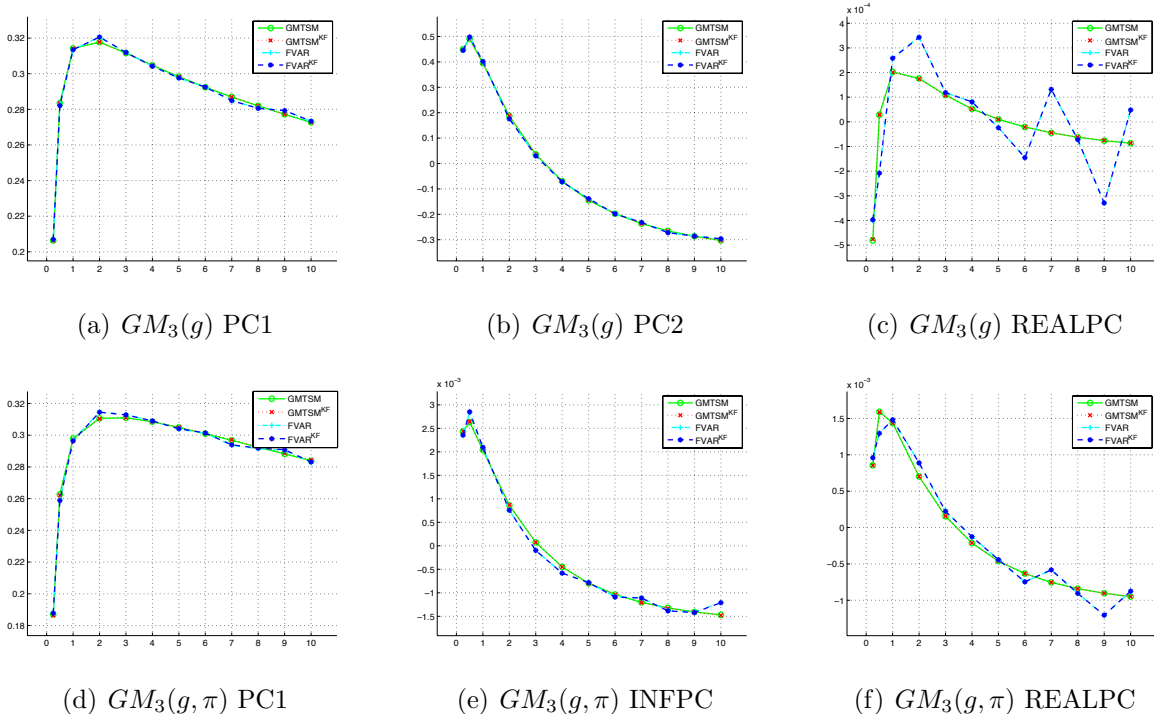 GMTSM
GMTSM^KF
FVAR
FVAR^KF
0.32
0.3
0.28
0.26
0.24
0.22
0.2
0 1 2 3 4 5 6 7 8 9 10
(a) GM₃(g) PC1
GMTSM
GMTSM^KF
FVAR
FVAR^KF
0.5
0.4
0.3
0.2
0.1
0
−0.1
−0.2
−0.3
0 1 2 3 4 5 6 7 8 9 10
(b) GM₃(g) PC2
x 10⁻⁴
GMTSM
GMTSM^KF
FVAR
FVAR^KF
4
3
2
1
0
−1
−2
−3
−4
−5
0 1 2 3 4 5 6 7 8 9 10
(c) GM₃(g) REALPC
GMTSM
GMTSM^KF
FVAR
FVAR^KF
0.32
0.3
0.28
0.26
0.24
0.22
0.2
0.18
0 1 2 3 4 5 6 7 8 9 10
(d) GM₃(g, π) PC1
x 10⁻³
GMTSM
GMTSM^KF
FVAR
FVAR^KF
3
2.5
2
1.5
1
0.5
0
−0.5
−1
−1.5
0 1 2 3 4 5 6 7 8 9 10
(e) GM₃(g, π) INFPC
x 10⁻³
GMTSM
GMTSM^KF
FVAR
FVAR^KF
1.5
1
0.5
0
−0.5
−1
0 1 2 3 4 5 6 7 8 9 10
(f) GM₃(g, π) REALPC